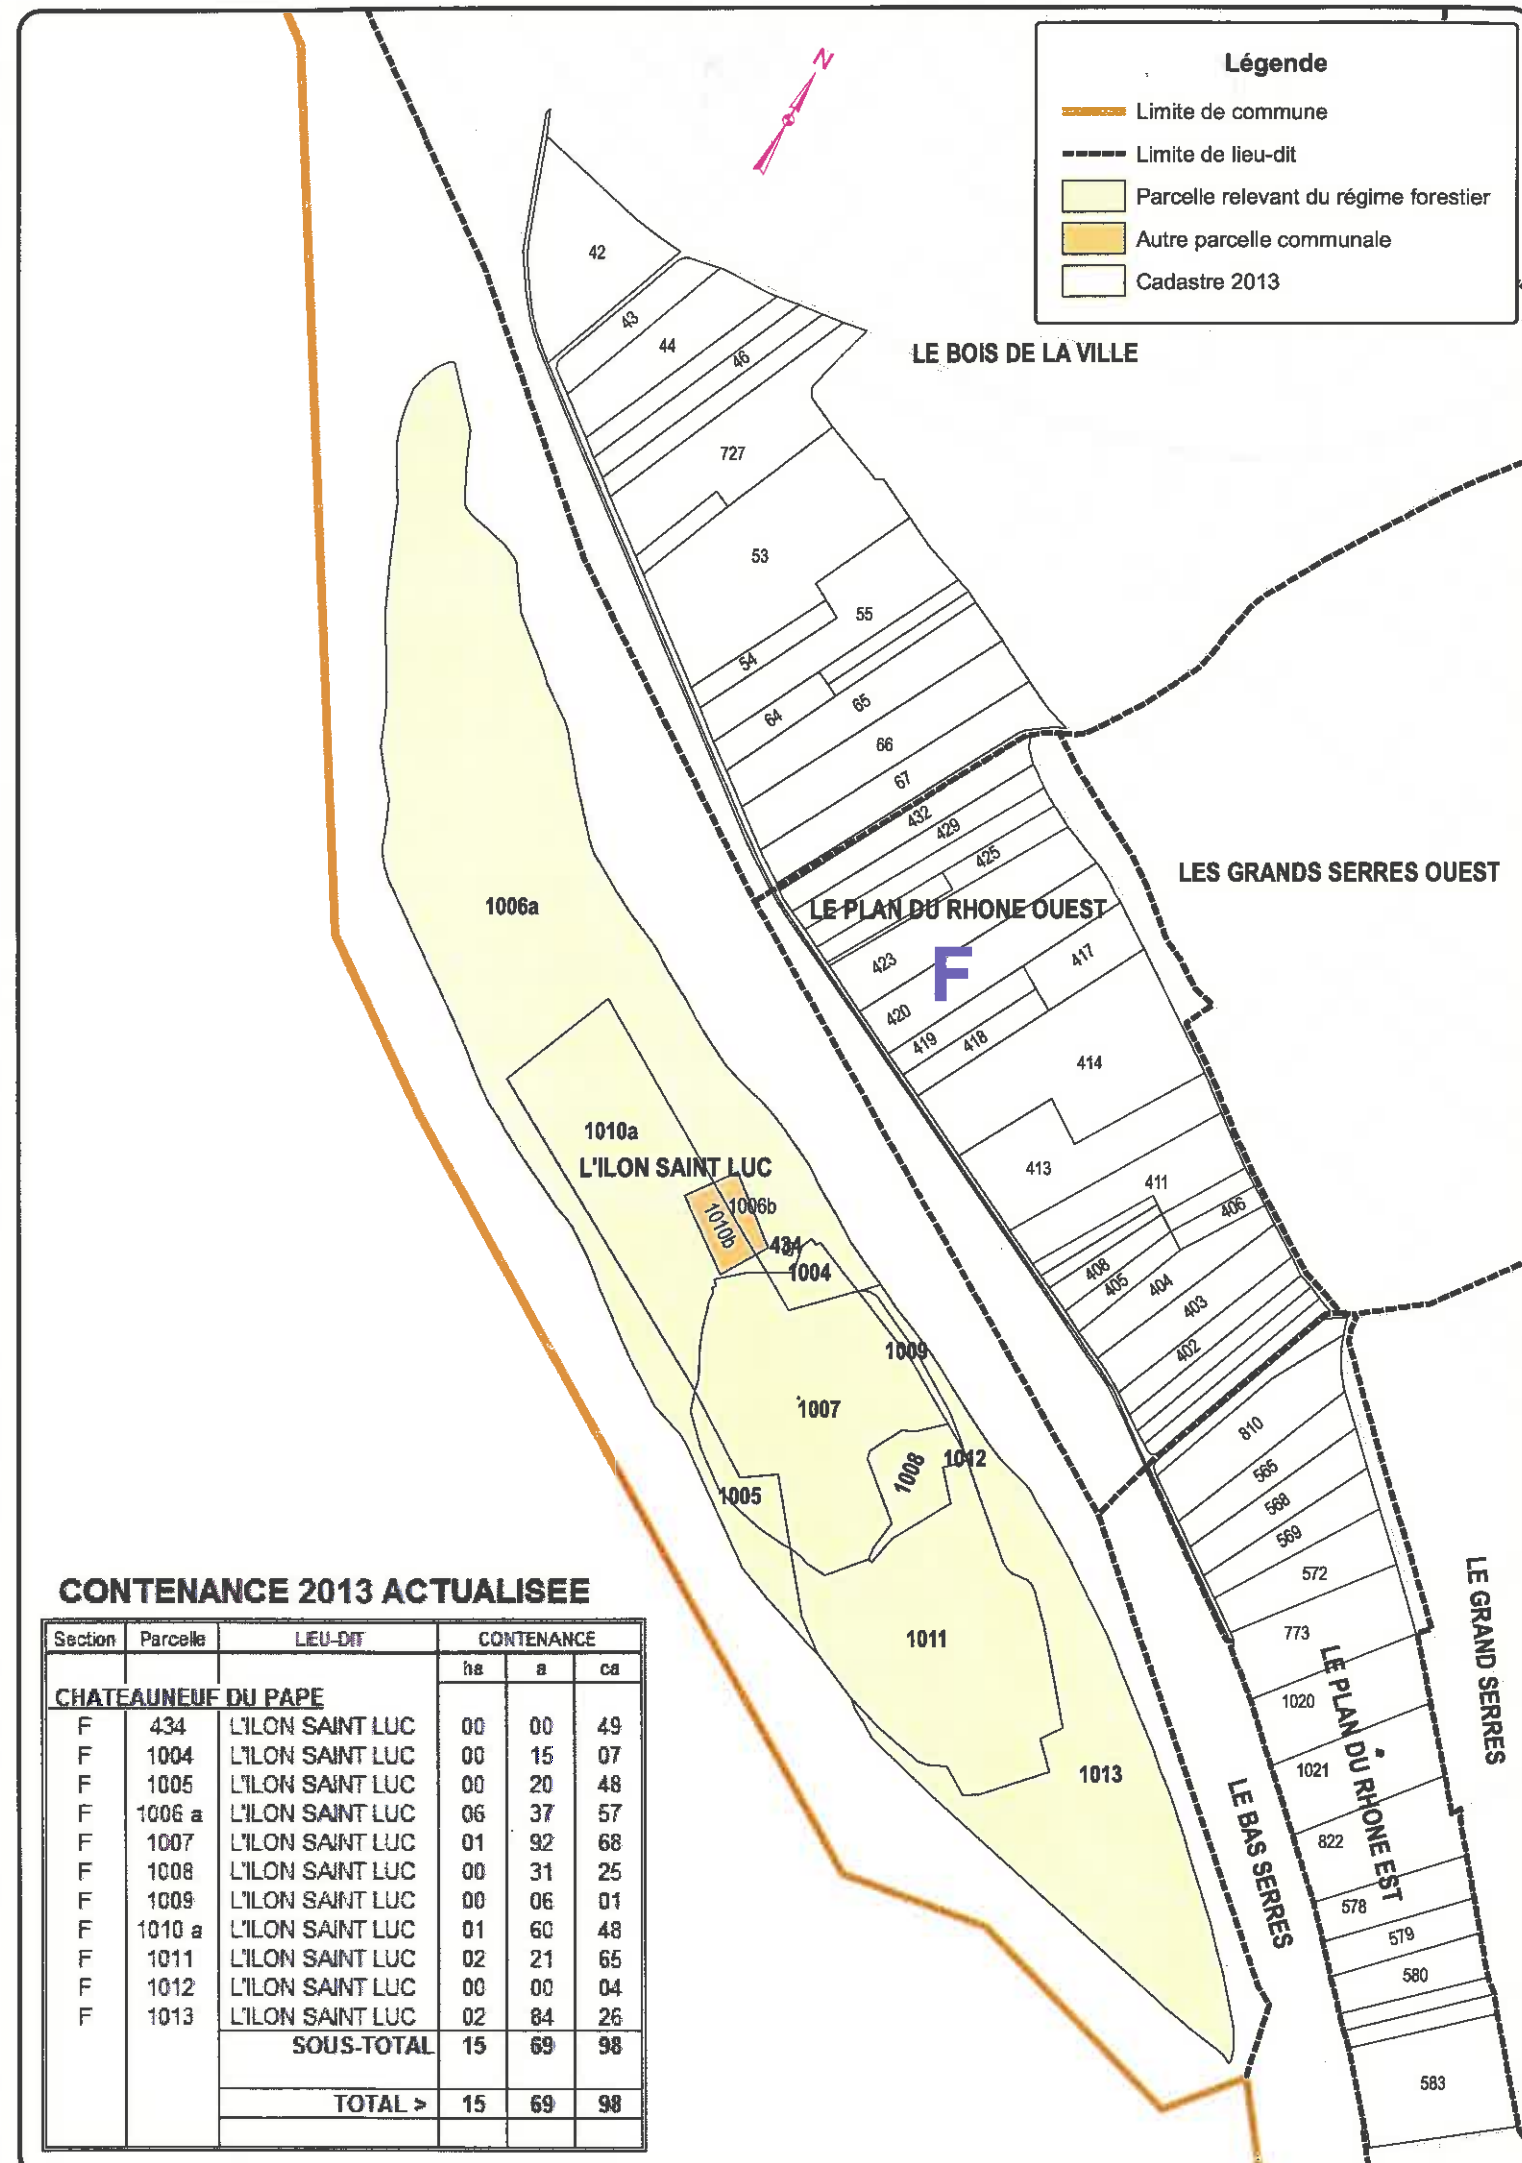 N
Légende
Limite de commune
Limite de lieu-dit
Parcelle relevant du régime forestier
Autre parcelle communale
Cadastre 2013
42
43
44
46
LE BOIS DE LA VILLE
727
53
55
54
64
65
66
67
432
429
425
LES GRANDS SERRES OUEST
1006a
LE PLAN DU RHONE OUEST
F
423
417
420
419
418
414
1010a
L'ILON SAINT LUC
413
411
406
1006b
1010b
434
1004
408
405
404
403
402
1009
1007
810
1008
1012
565
1005
568
569
572
1011
773
LE GRAND SERRES
LE PLAN DU RHONE EST
1020
1021
1013
LE BAS SERRES
822
578
579
580
583
CONTENANCE 2013 ACTUALISEE
Section Parcelle LIEU-DIT CONTENANCE
ha a ca
CHATEAUNEUF DU PAPE
F 434 L'ILON SAINT LUC 00 00 49
F 1004 L'ILON SAINT LUC 00 15 07
F 1005 L'ILON SAINT LUC 00 20 48
F 1006 a L'ILON SAINT LUC 06 37 57
F 1007 L'ILON SAINT LUC 01 92 68
F 1008 L'ILON SAINT LUC 00 31 25
F 1009 L'ILON SAINT LUC 00 06 01
F 1010 a L'ILON SAINT LUC 01 60 48
F 1011 L'ILON SAINT LUC 02 21 65
F 1012 L'ILON SAINT LUC 00 00 04
F 1013 L'ILON SAINT LUC 02 84 26
SOUS-TOTAL 15 69 98
TOTAL > 15 69 98